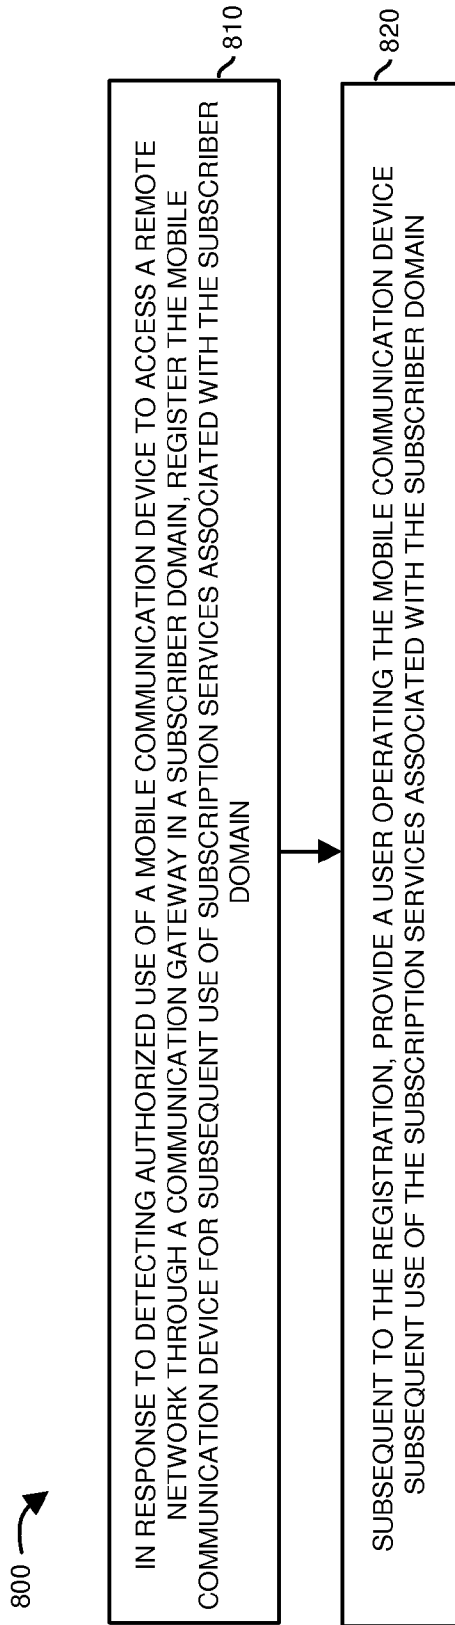 800
IN RESPONSE TO DETECTING AUTHORIZED USE OF A MOBILE COMMUNICATION DEVICE TO ACCESS A REMOTE
NETWORK THROUGH A COMMUNICATION GATEWAY IN A SUBSCRIBER DOMAIN, REGISTER THE MOBILE
COMMUNICATION DEVICE FOR SUBSEQUENT USE OF SUBSCRIPTION SERVICES ASSOCIATED WITH THE SUBSCRIBER
DOMAIN
810
SUBSEQUENT TO THE REGISTRATION, PROVIDE A USER OPERATING THE MOBILE COMMUNICATION DEVICE
SUBSEQUENT USE OF THE SUBSCRIPTION SERVICES ASSOCIATED WITH THE SUBSCRIBER DOMAIN
820